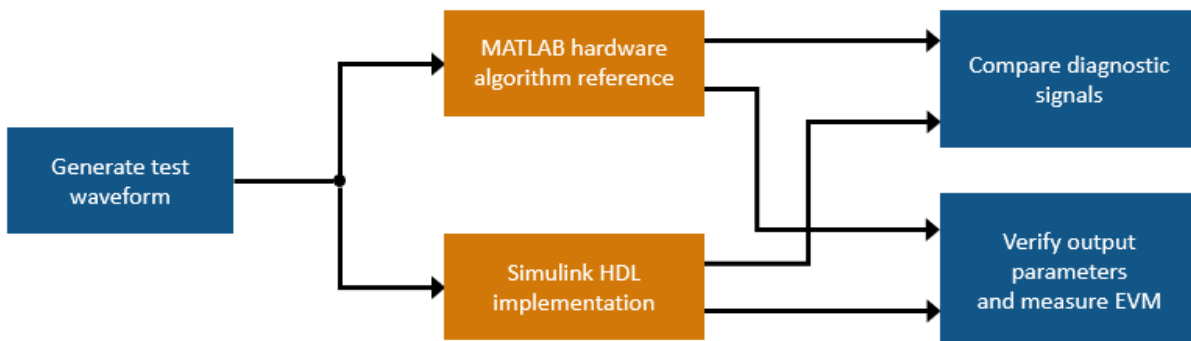 Generate test
waveform
MATLAB hardware
algorithm reference
Simulink HDL
implementation
Compare diagnostic
signals
Verify output
parameters
and measure EVM